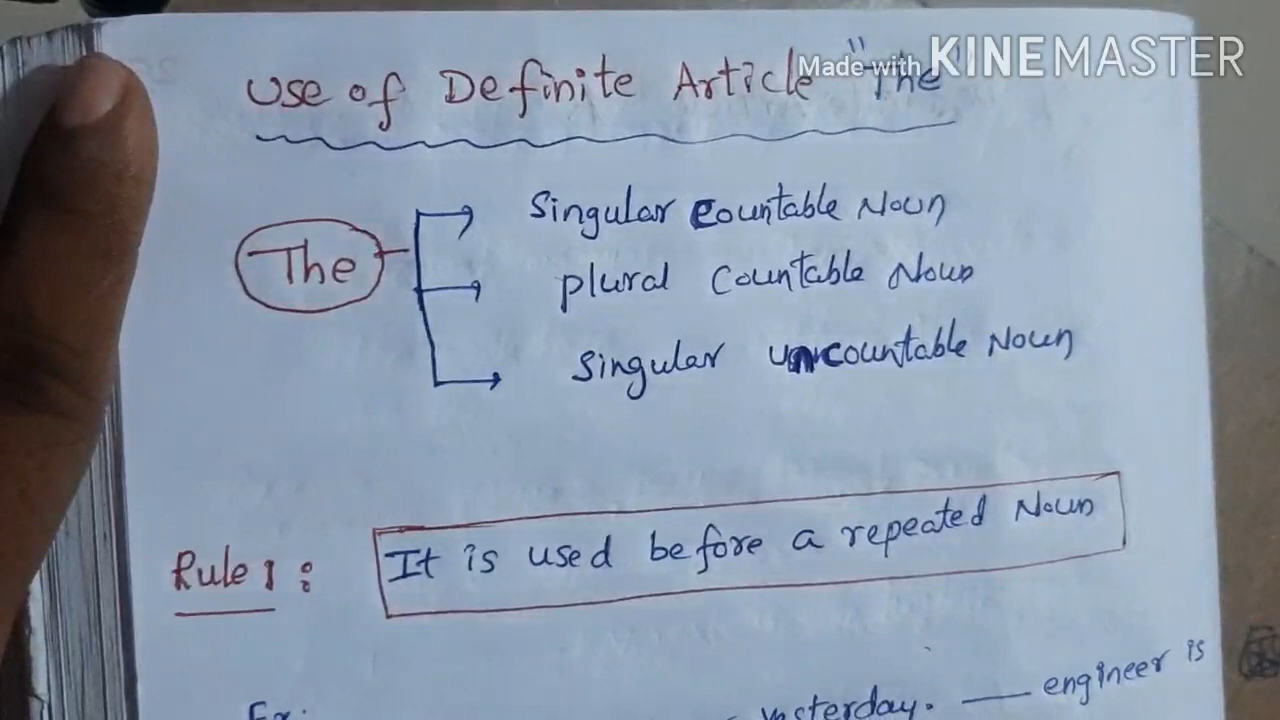 Use of Definite Article "The"
Made with KINEMASTER
The
Singular Countable Noun
plural Countable Noun
Singular uncountable Noun
Rule 1 : It is used before a repeated Noun
Ex: yesterday. — engineer is